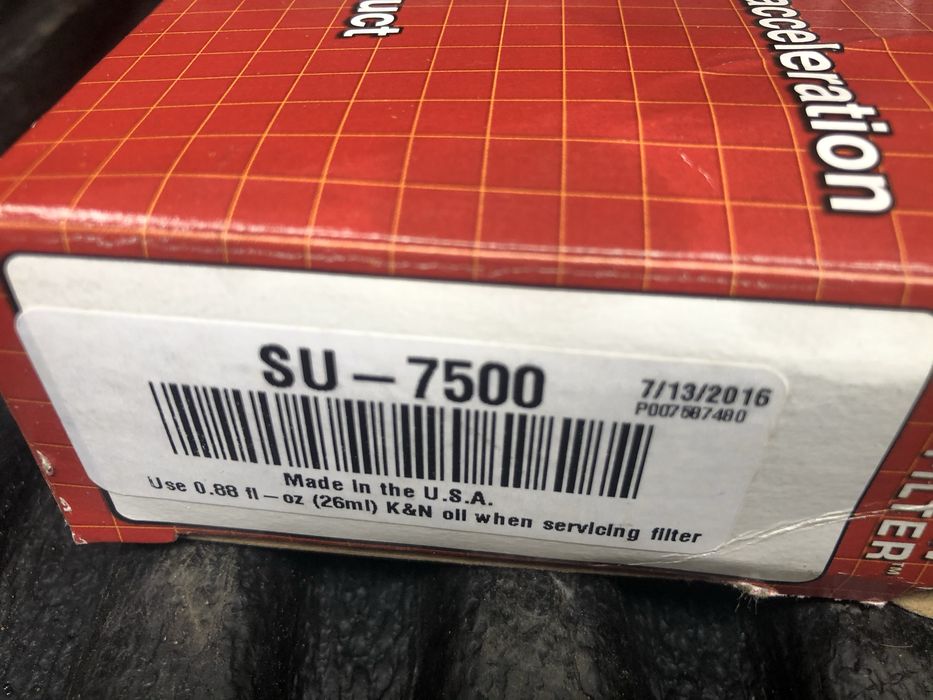 uct
acceleration
SU-7500
7/13/2016
P007587480
Made in the U.S.A.
Use 0.88 fl-oz (26ml) K&N oil when servicing filter
FILTER™